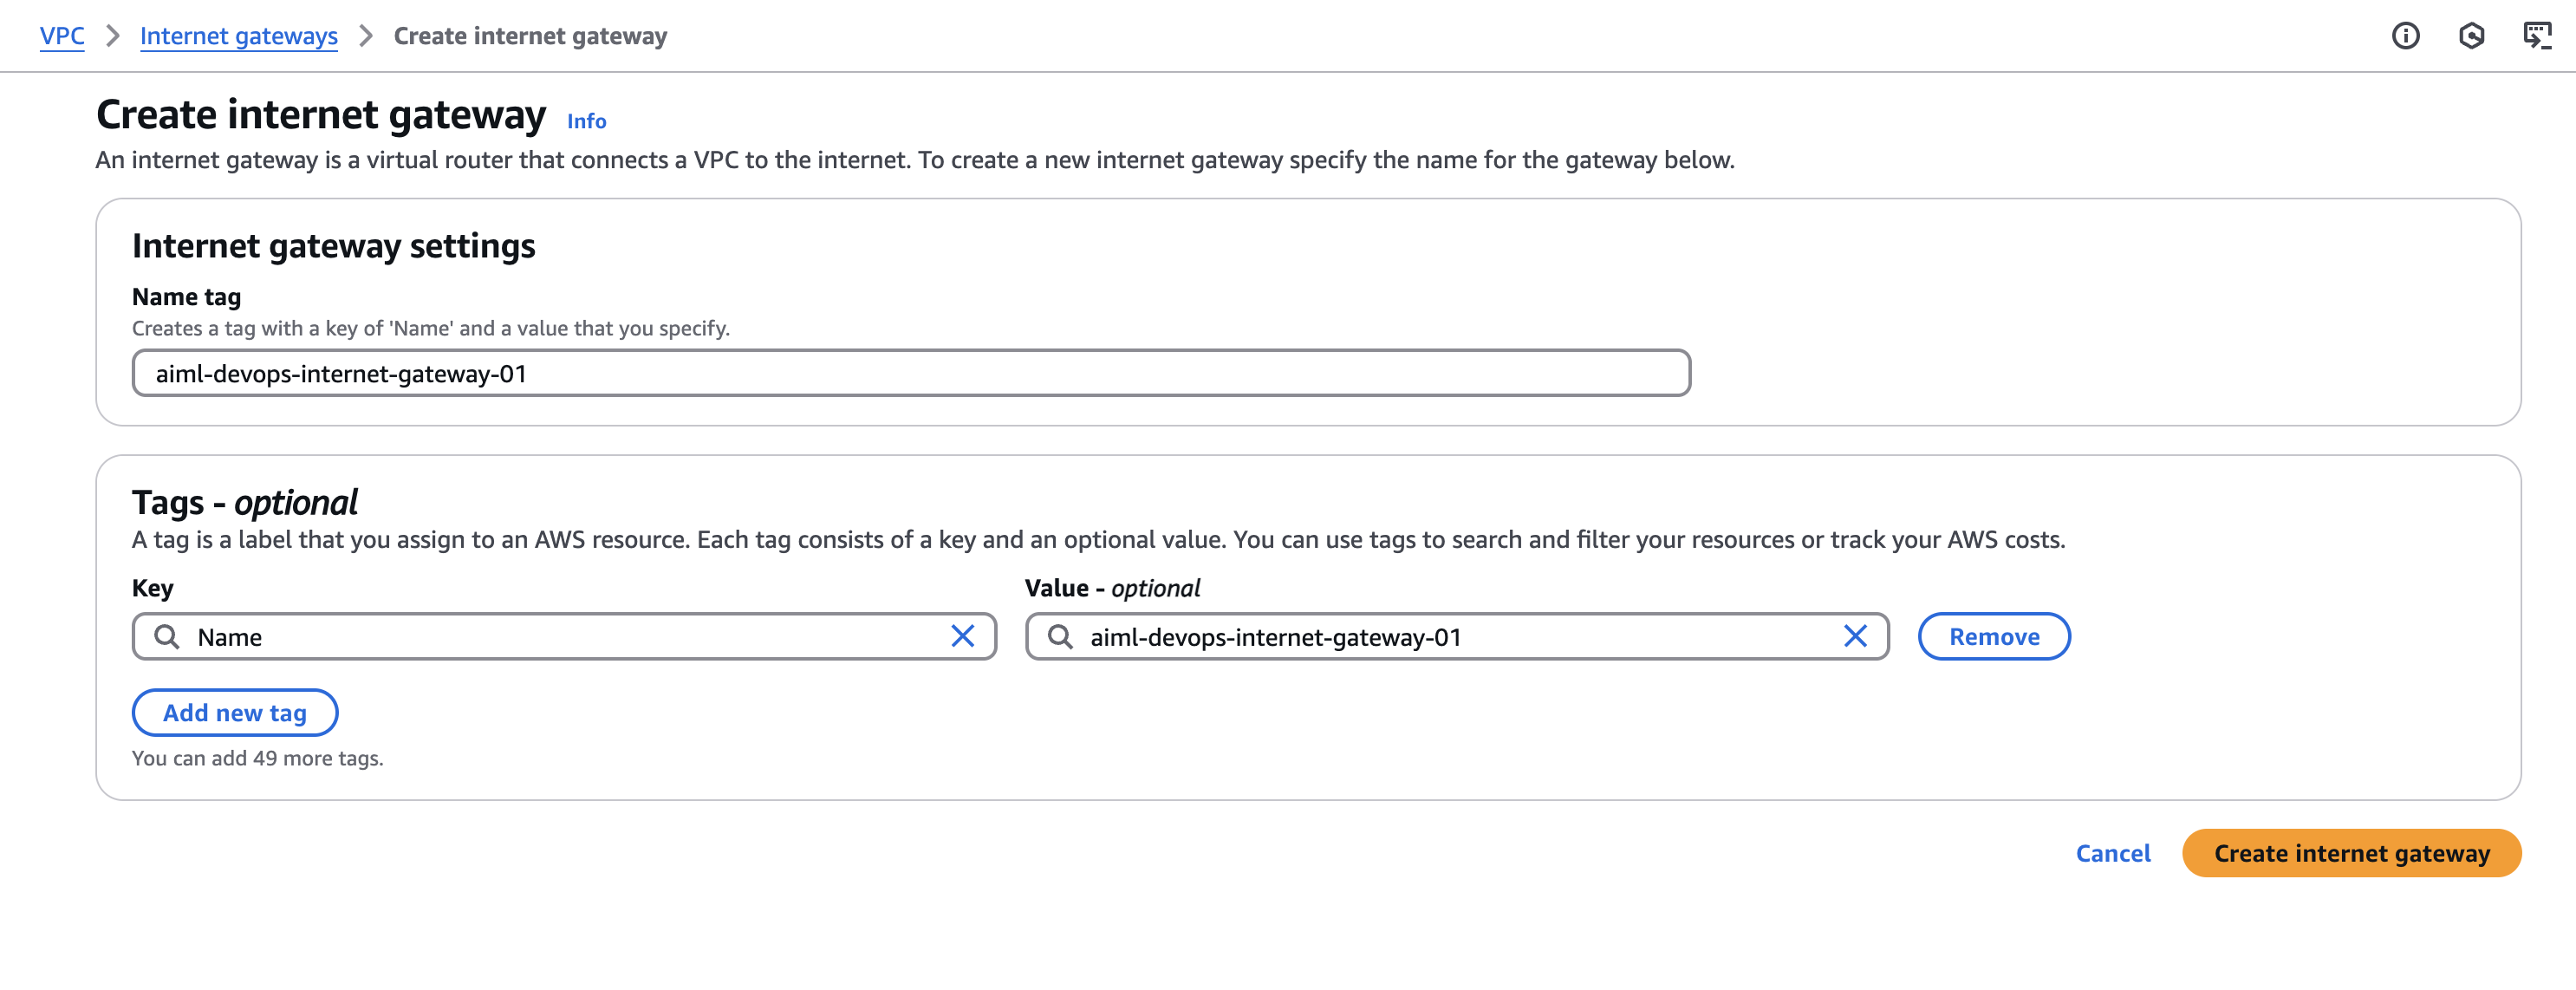 VPC > Internet gateways > Create internet gateway
Create internet gateway Info
An internet gateway is a virtual router that connects a VPC to the internet. To create a new internet gateway specify the name for the gateway below.
Internet gateway settings
Name tag
Creates a tag with a key of 'Name' and a value that you specify.
aiml-devops-internet-gateway-01
Tags - optional
A tag is a label that you assign to an AWS resource. Each tag consists of a key and an optional value. You can use tags to search and filter your resources or track your AWS costs.
Key Value - optional
Name aiml-devops-internet-gateway-01 Remove
Add new tag
You can add 49 more tags.
Cancel Create internet gateway